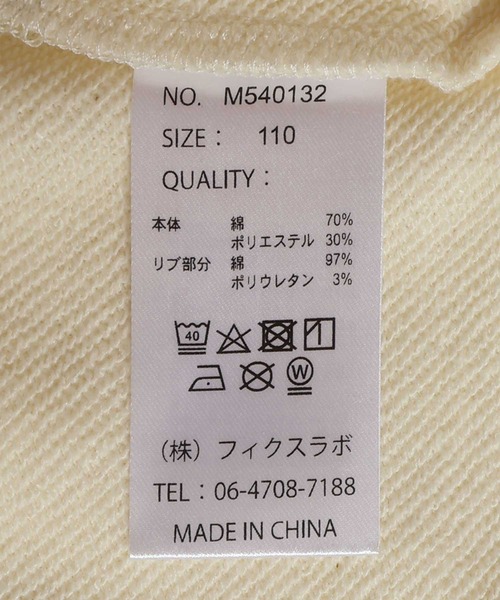 NO. M540132
SIZE： 110
QUALITY：
本体 綿 70%
ポリエステル 30%
リブ部分 綿 97%
ポリウレタン 3%
40
W
（株）フィクスラボ
TEL：06-4708-7188
MADE IN CHINA